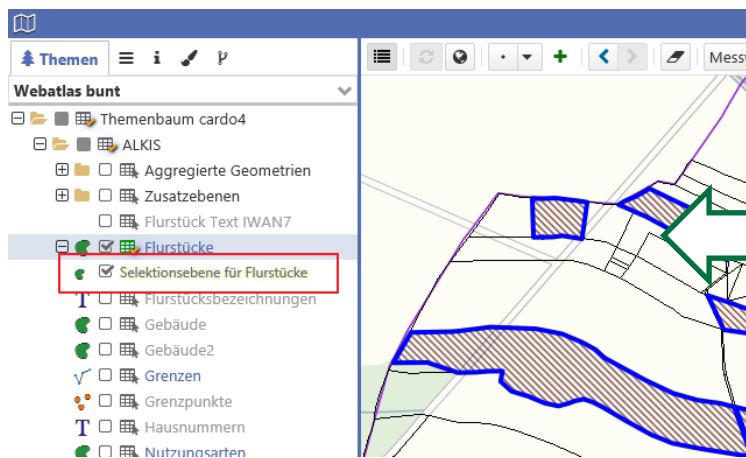 Themen
Messw
Webatlas bunt
Themenbaum cardo4
ALKIS
Aggregierte Geometrien
Zusatzebenen
Flurstück Text IWAN7
Flurstücke
Selektionsebene für Flurstücke
Flurstücksbezeichnungen
Gebäude
Gebäude2
Grenzen
Grenzpunkte
Hausnummern
Nutzungsarten